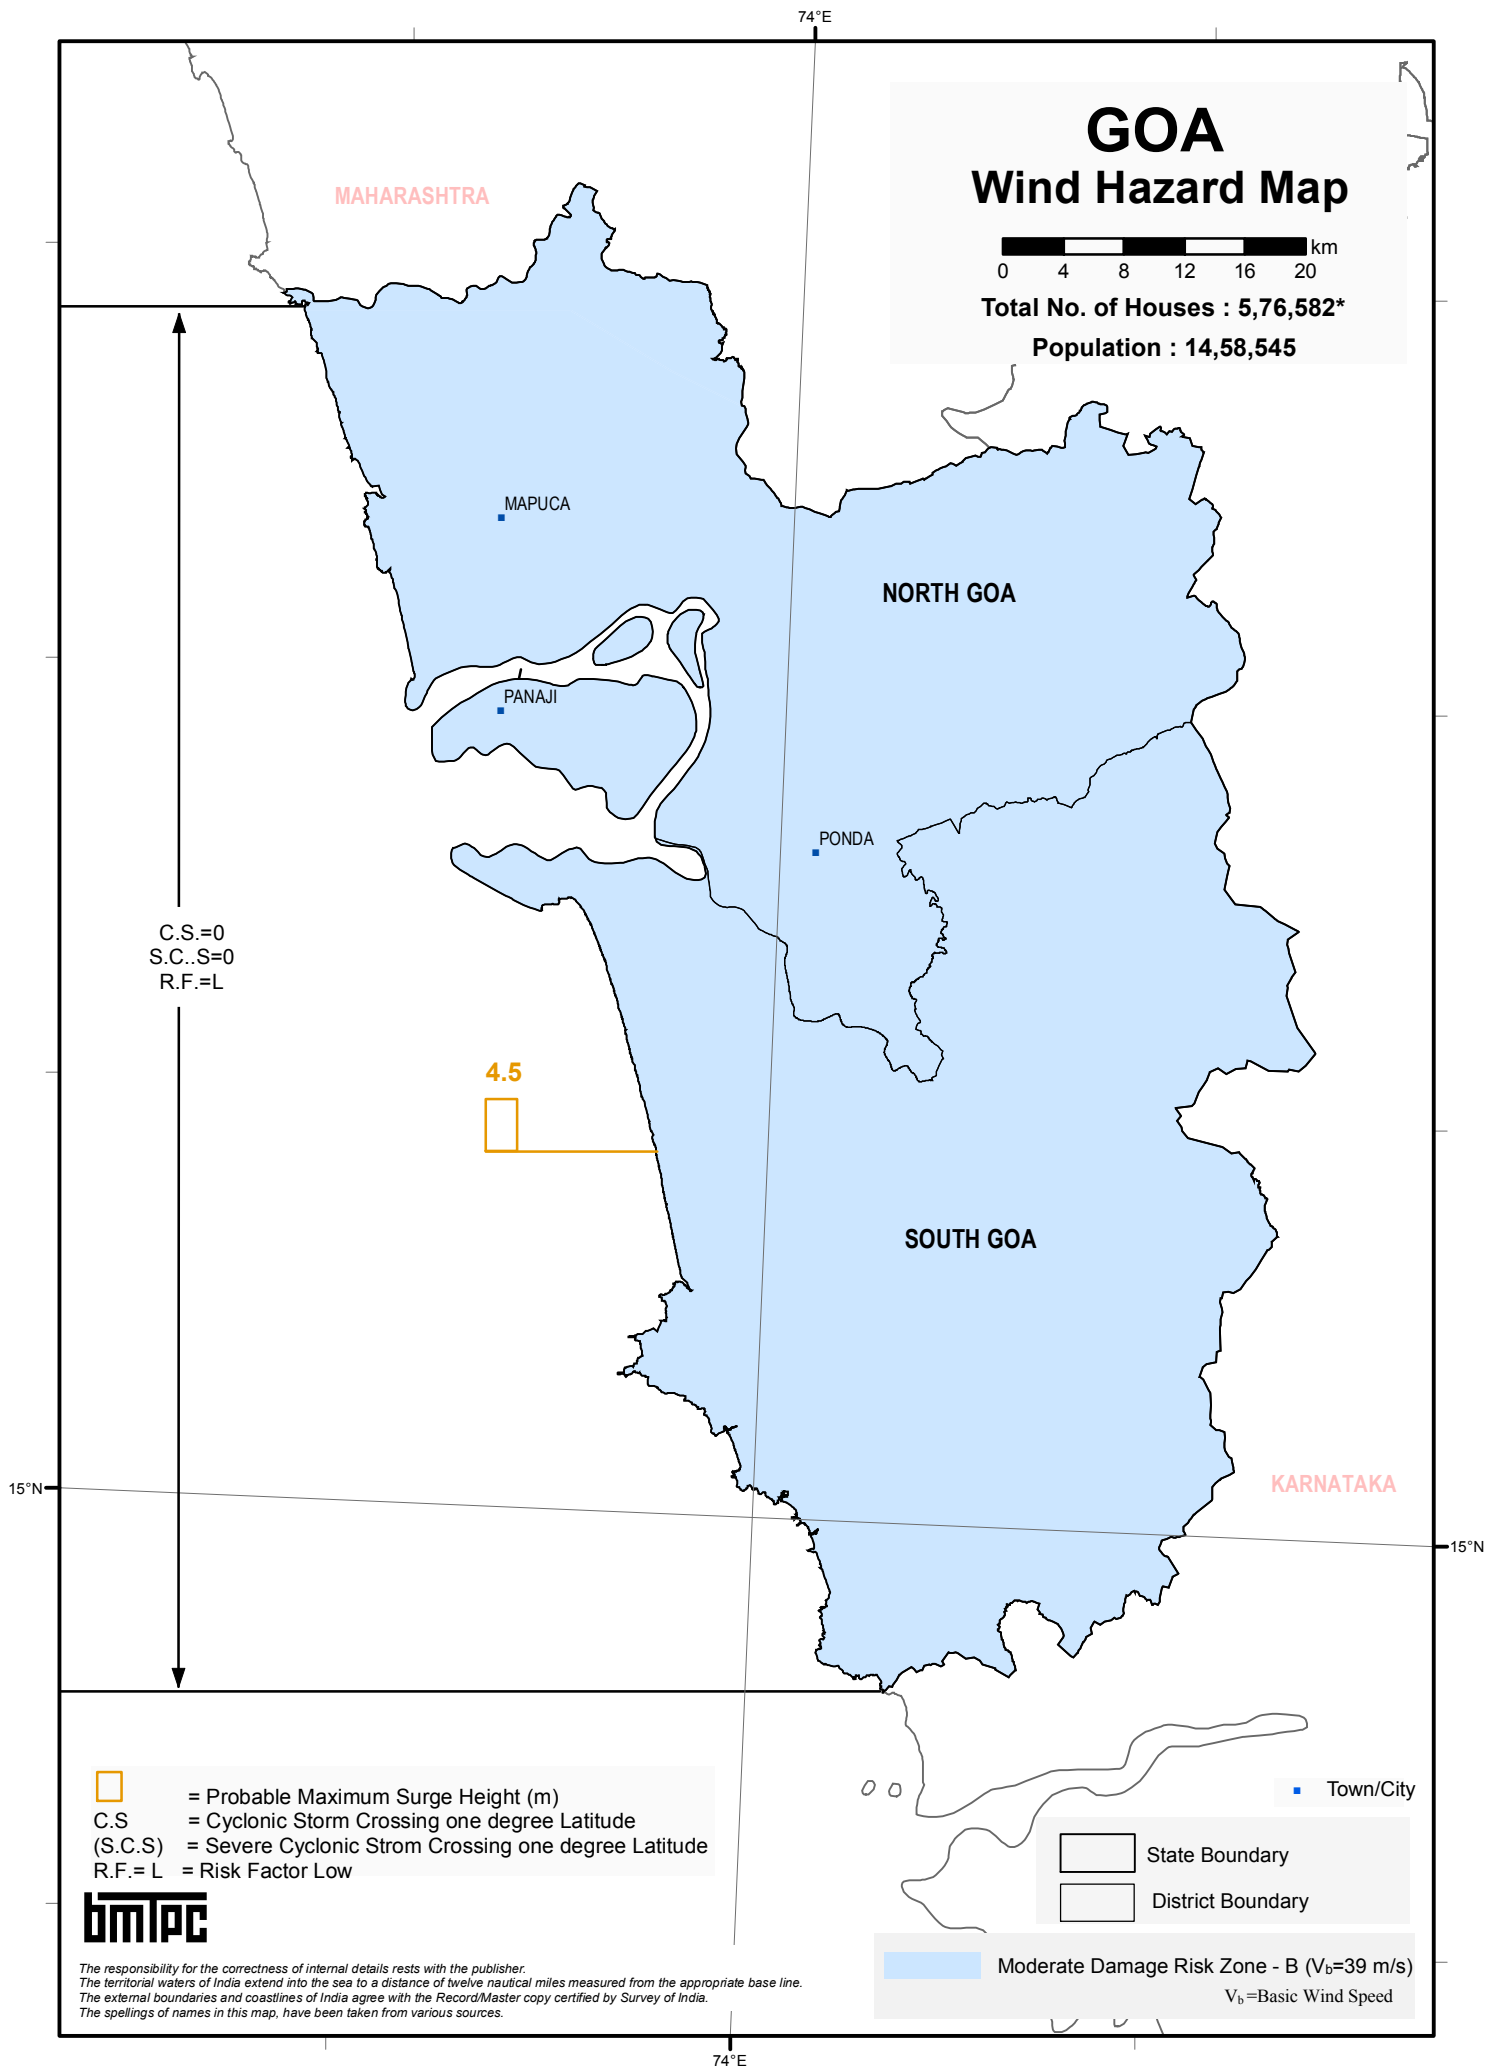 74°E
GOA
Wind Hazard Map
km
0 4 8 12 16 20
Total No. of Houses : 5,76,582*
Population : 14,58,545
MAHARASHTRA
MAPUCA
NORTH GOA
PANAJI
PONDA
C.S.=0
S.C..S=0
R.F.=L
4.5
SOUTH GOA
KARNATAKA
15°N
15°N
= Probable Maximum Surge Height (m)
C.S = Cyclonic Storm Crossing one degree Latitude
(S.C.S) = Severe Cyclonic Strom Crossing one degree Latitude
R.F.= L = Risk Factor Low
Town/City
State Boundary
District Boundary
bmTPC
Moderate Damage Risk Zone - B (Vb=39 m/s)
Vb=Basic Wind Speed
The responsibility for the correctness of internal details rests with the publisher.
The territorial waters of India extend into the sea to a distance of twelve nautical miles measured from the appropriate base line.
The external boundaries and coastlines of India agree with the Record/Master copy certified by Survey of India.
The spellings of names in this map, have been taken from various sources.
74°E